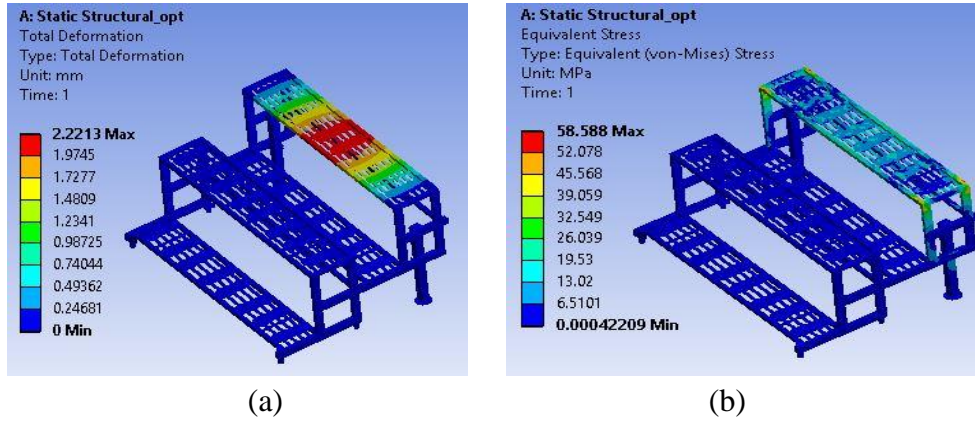 A: Static Structural_opt
Total Deformation
Type: Total Deformation
Unit: mm
Time: 1
2.2213 Max
1.9745
1.7277
1.4809
1.2341
0.98725
0.74044
0.49362
0.24681
0 Min
(a)
A: Static Structural_opt
Equivalent Stress
Type: Equivalent (von-Mises) Stress
Unit: MPa
Time: 1
58.588 Max
52.078
45.568
39.059
32.549
26.039
19.53
13.02
6.5101
0.00042209 Min
(b)